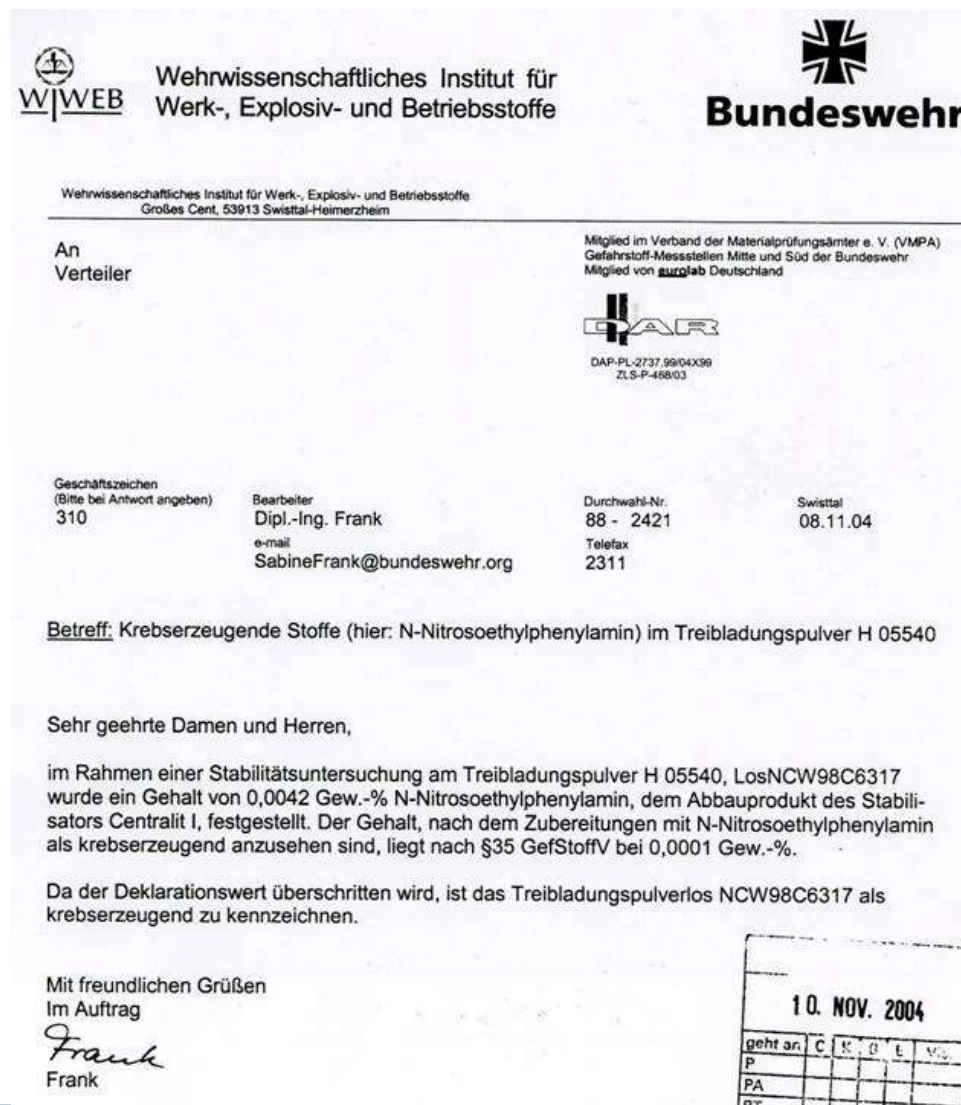 WIWEB
Wehrwissenschaftliches Institut für
Werk-, Explosiv- und Betriebsstoffe
Bundeswehr
Wehrwissenschaftliches Institut für Werk-, Explosiv- und Betriebsstoffe
Großes Cent, 53913 Swisttal-Heimerzheim
An
Verteiler
Mitglied im Verband der Materialprüfungsämter e. V. (VMPA)
Gefahrstoff-Messstellen Mitte und Süd der Bundeswehr
Mitglied von eurolab Deutschland
DAR
DAP-PL-2737,99/04X99
ZLS-P-468/03
Geschäftszeichen
(Bitte bei Antwort angeben)
310
Bearbeiter
Dipl.-Ing. Frank
e-mail
SabineFrank@bundeswehr.org
Durchwahl-Nr.
88 - 2421
Telefax
2311
Swisttal
08.11.04
Betreff: Krebserzeugende Stoffe (hier: N-Nitrosoethylphenylamin) im Treibladungspulver H 05540
Sehr geehrte Damen und Herren,
im Rahmen einer Stabilitätsuntersuchung am Treibladungspulver H 05540, LosNCW98C6317
wurde ein Gehalt von 0,0042 Gew.-% N-Nitrosoethylphenylamin, dem Abbauprodukt des Stabili-
sators Centralit I, festgestellt. Der Gehalt, nach dem Zubereitungen mit N-Nitrosoethylphenylamin
als krebserzeugend anzusehen sind, liegt nach §35 GefStoffV bei 0,0001 Gew.-%.
Da der Deklarationswert überschritten wird, ist das Treibladungspulverlos NCW98C6317 als
krebserzeugend zu kennzeichnen.
Mit freundlichen Grüßen
Im Auftrag
Frank
Frank
10. NOV. 2004
geht an C K E
P
PA